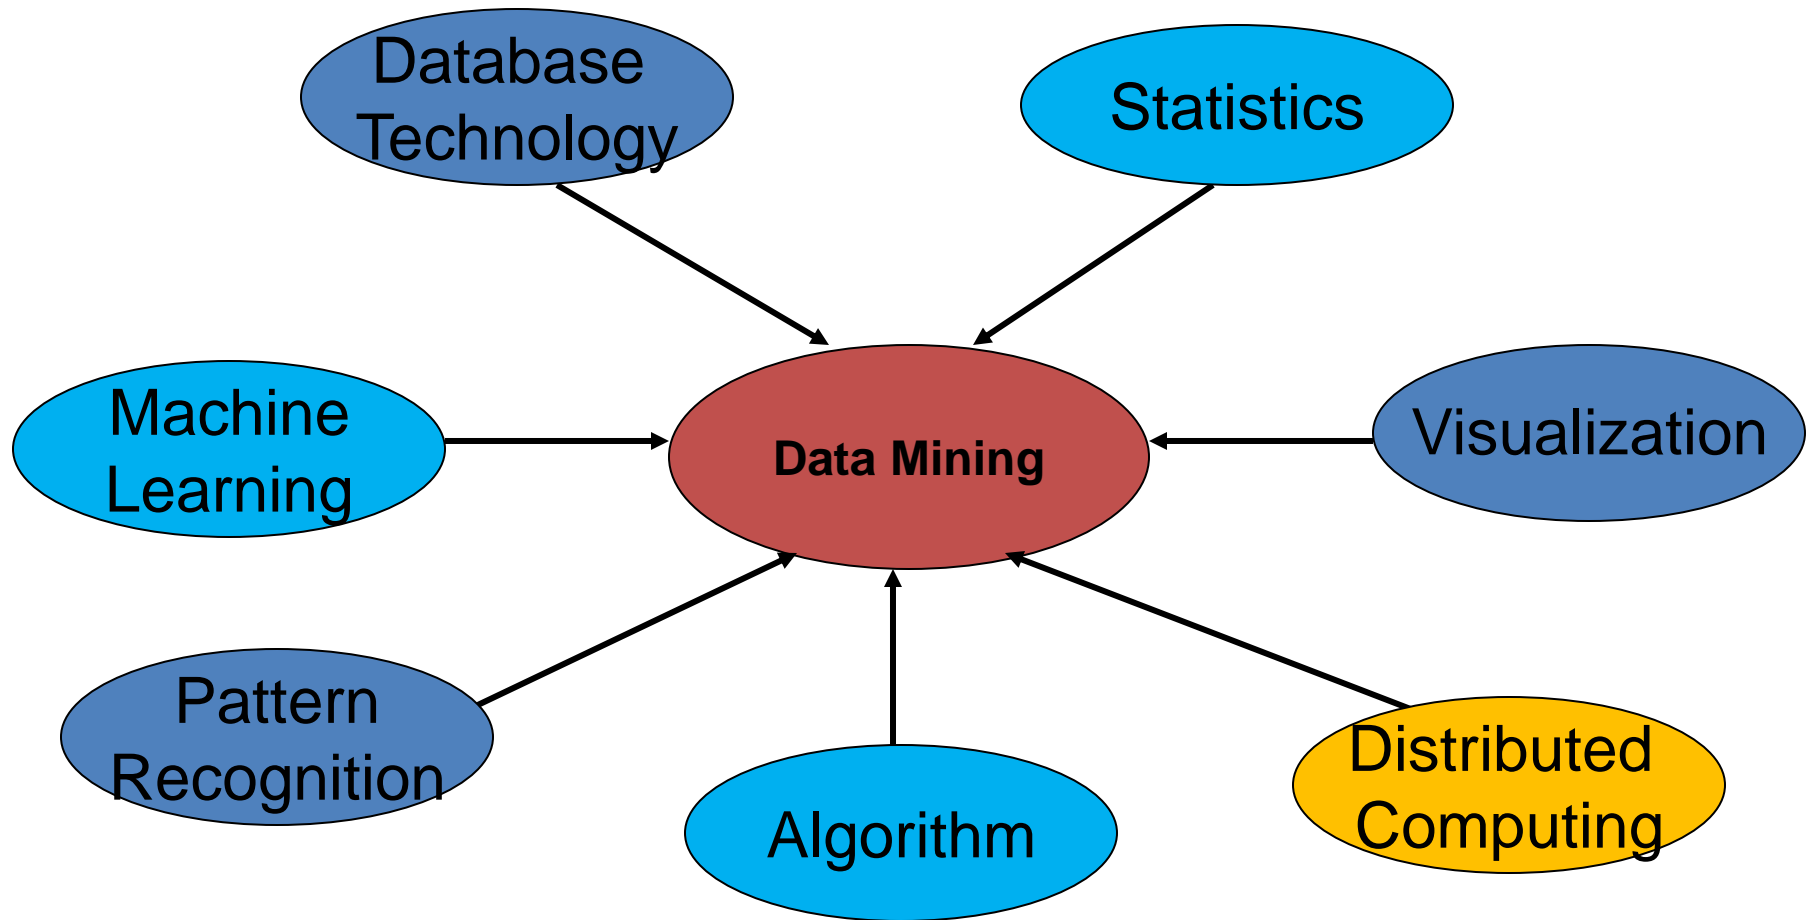 Database
Technology
Statistics
Machine
Learning
Data Mining
Visualization
Pattern
Recognition
Algorithm
Distributed
Computing